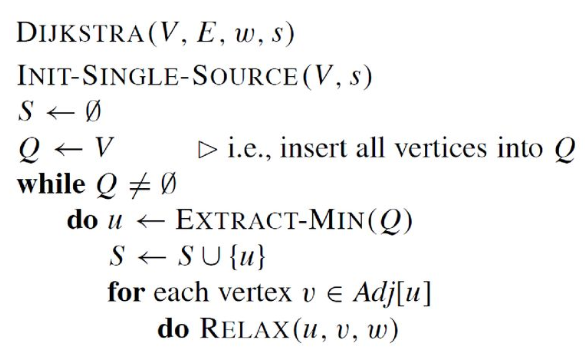 DIJKSTRA(V, E, w, s)
INIT-SINGLE-SOURCE(V, s)
S ← ∅
Q ← V ▷ i.e., insert all vertices into Q
while Q ≠ ∅
do u ← EXTRACT-MIN(Q)
S ← S ∪ {u}
for each vertex v ∈ Adj[u]
do RELAX(u, v, w)